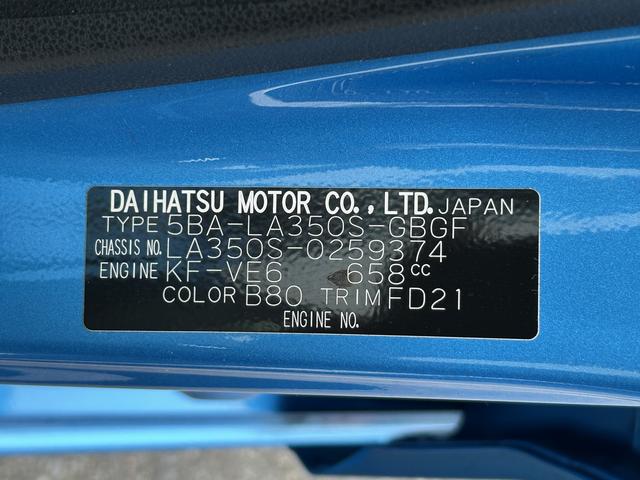 DAIHATSU MOTOR CO., LTD. JAPAN
TYPE 5BA-LA350S-GBGF
CHASSIS NO. LA350S-0259374
ENGINE KF-VE6 658cc
COLOR B80 TRIM FD21
ENGINE NO.